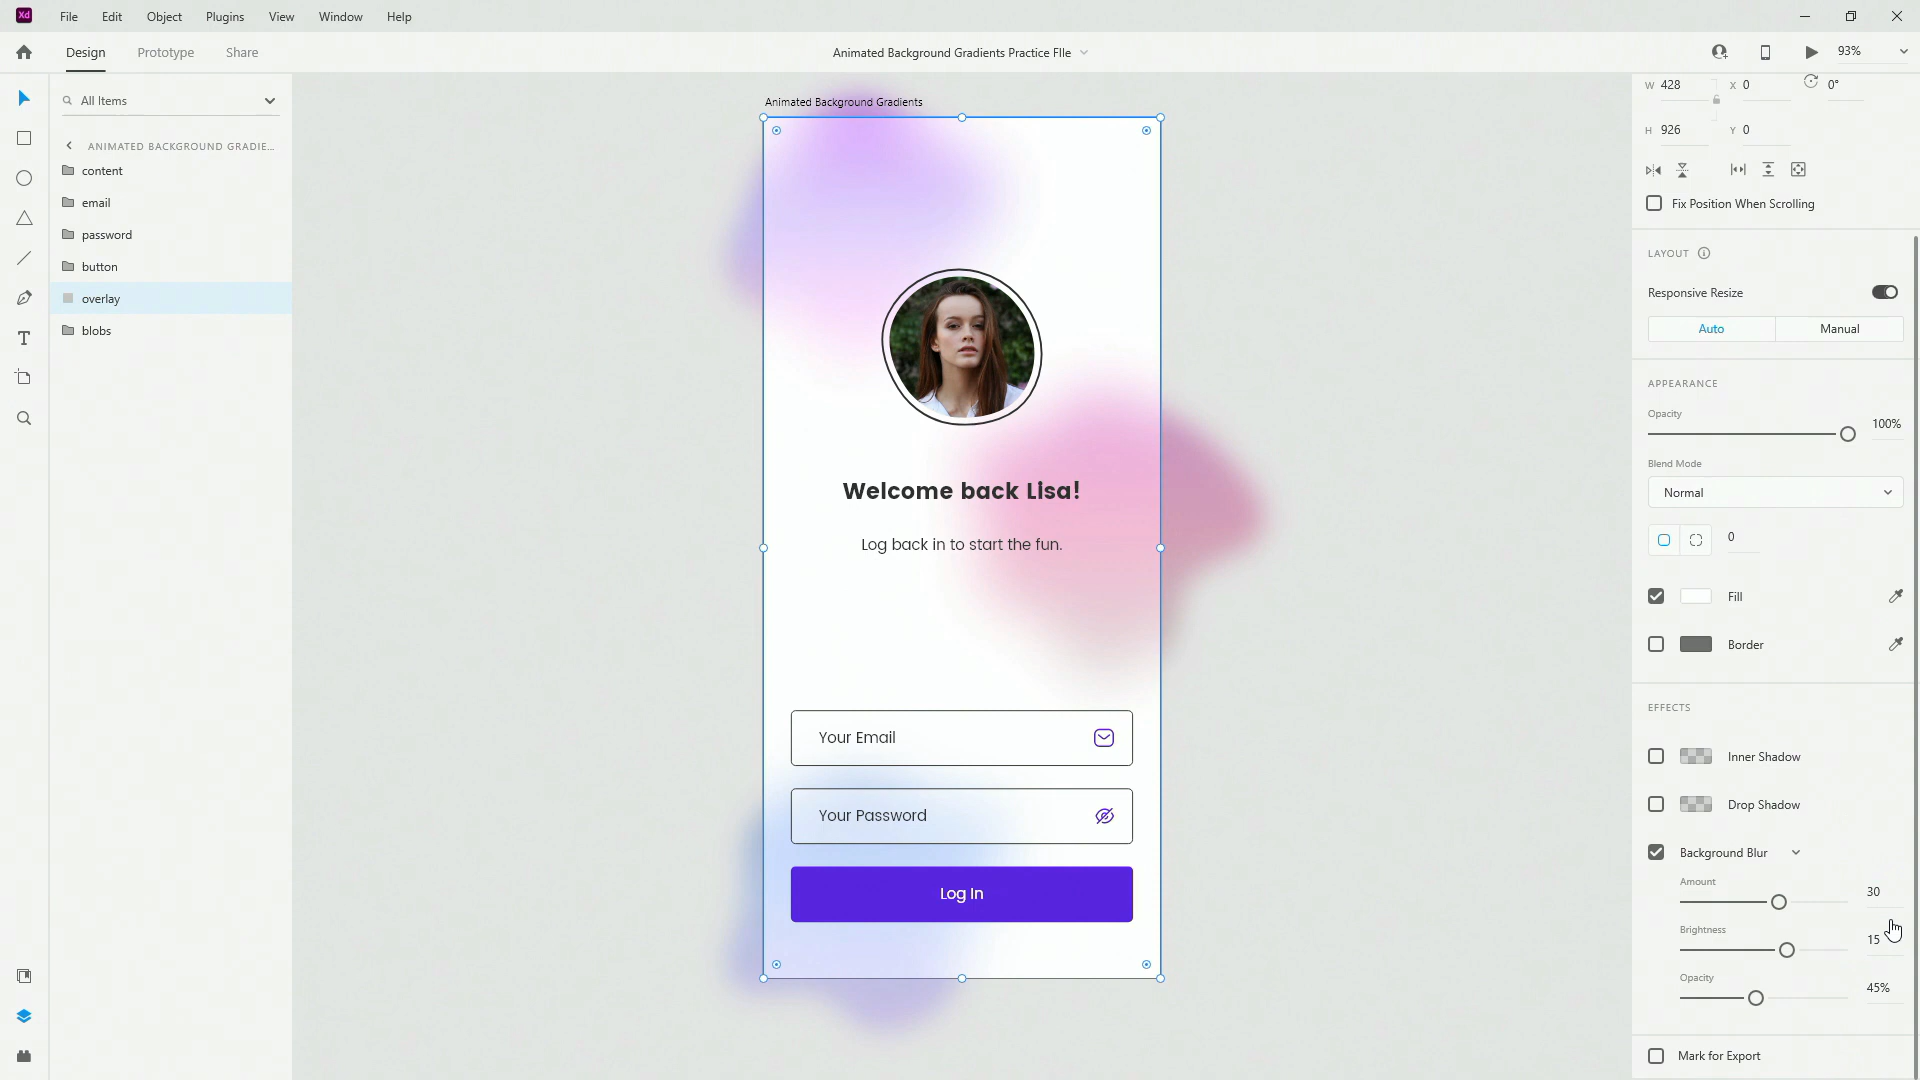 Xd File Edit Object Plugins View Window Help
Design Prototype Share
Animated Background Gradients Practice FIle
93%
All Items
ANIMATED BACKGROUND GRADIE...
content
email
password
button
overlay
blobs
Animated Background Gradients
Welcome back Lisa!
Log back in to start the fun.
Your Email
Your Password
Log In
W 428 X 0 0°
H 926 Y 0
Fix Position When Scrolling
LAYOUT
Responsive Resize
Auto Manual
APPEARANCE
Opacity
100%
Blend Mode
Normal
0
Fill
Border
EFFECTS
Inner Shadow
Drop Shadow
Background Blur
Amount
30
Brightness
15
Opacity
45%
Mark for Export